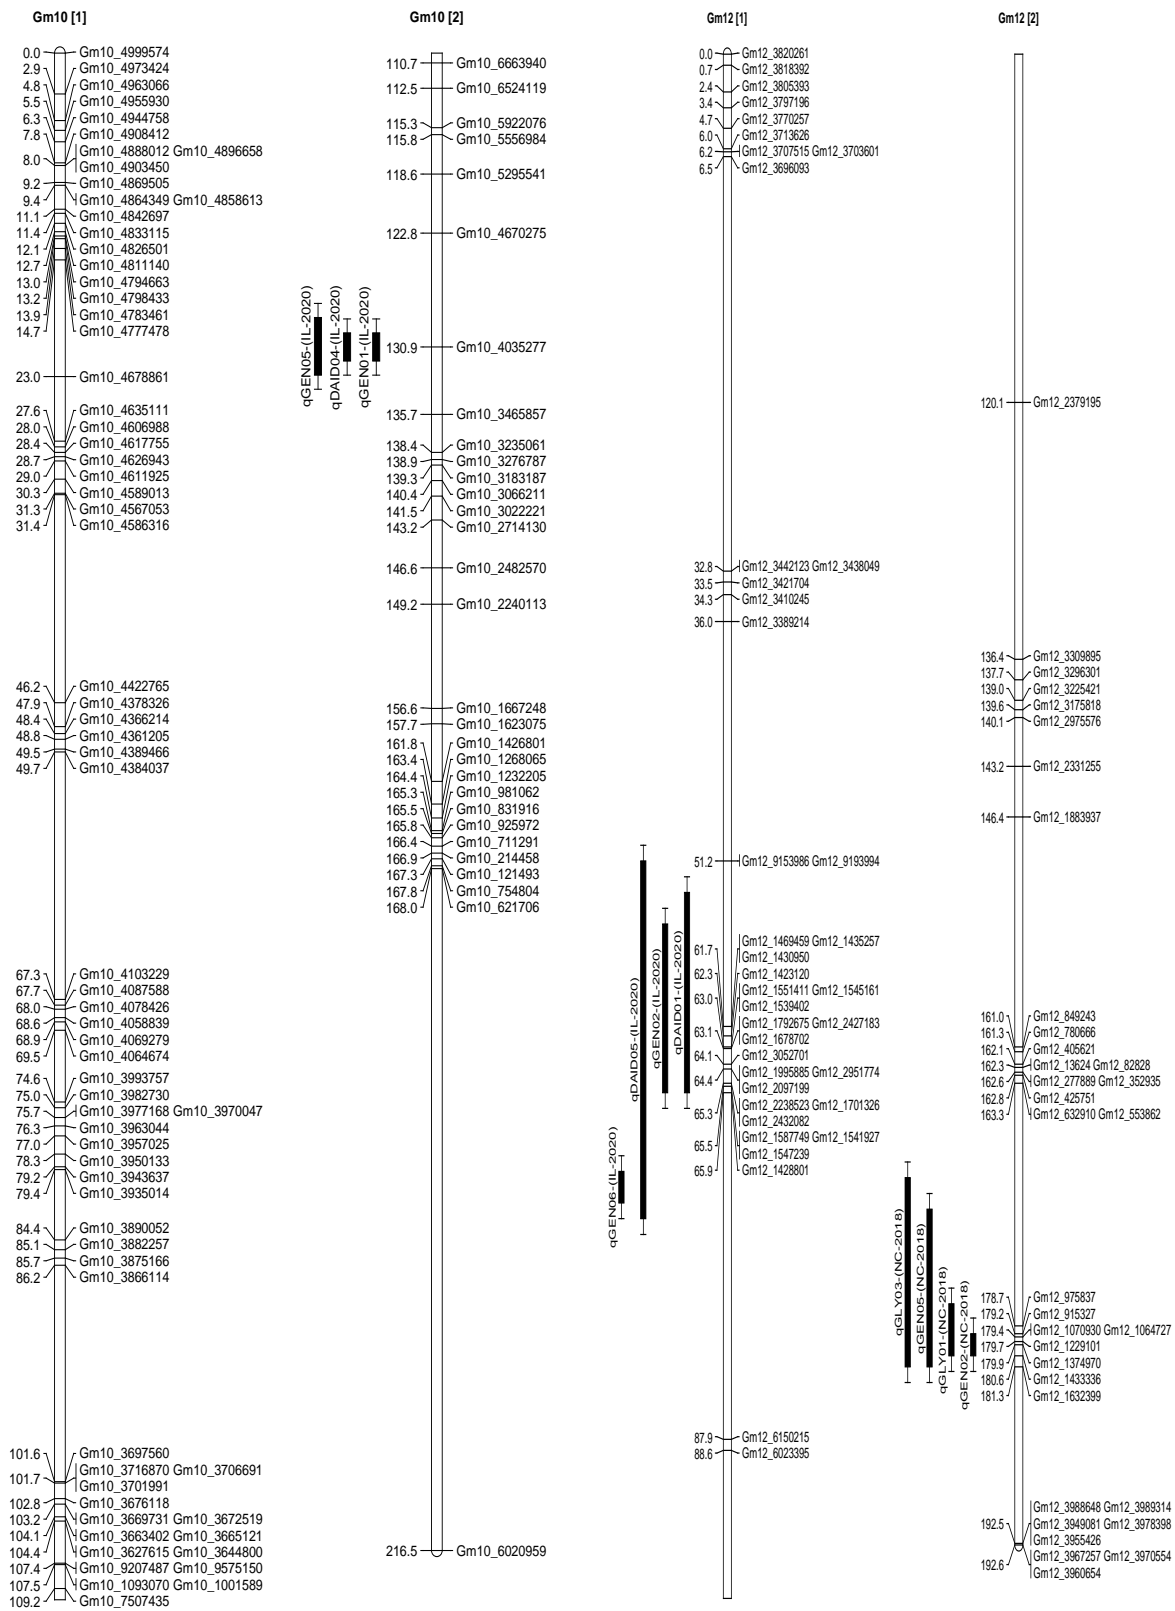 Gm10 [1]
0.0 Gm10_4999574
2.9 Gm10_4973424
4.8 Gm10_4963066
5.5 Gm10_4955930
6.3 Gm10_4944758
7.8 Gm10_4908412
8.0 Gm10_4888012 Gm10_4896658
Gm10_4903450
9.2 Gm10_4869505
9.4 Gm10_4864349 Gm10_4858613
11.1 Gm10_4842697
11.4 Gm10_4833115
12.1 Gm10_4826501
12.7 Gm10_4811140
13.0 Gm10_4794663
13.2 Gm10_4798433
13.9 Gm10_4783461
14.7 Gm10_4777478
23.0 Gm10_4678861
27.6 Gm10_4635111
28.0 Gm10_4606988
28.4 Gm10_4617755
28.7 Gm10_4626943
29.0 Gm10_4611925
30.3 Gm10_4589013
31.3 Gm10_4567053
31.4 Gm10_4586316
46.2 Gm10_4422765
47.9 Gm10_4378326
48.4 Gm10_4366214
48.8 Gm10_4361205
49.5 Gm10_4389466
49.7 Gm10_4384037
67.3 Gm10_4103229
67.7 Gm10_4087588
68.0 Gm10_4078426
68.6 Gm10_4058839
68.9 Gm10_4069279
69.5 Gm10_4064674
74.6 Gm10_3993757
75.0 Gm10_3982730
75.7 Gm10_3977168 Gm10_3970047
76.3 Gm10_3963044
77.0 Gm10_3957025
78.3 Gm10_3950133
79.2 Gm10_3943637
79.4 Gm10_3935014
84.4 Gm10_3890052
85.1 Gm10_3882257
85.7 Gm10_3875166
86.2 Gm10_3866114
101.6 Gm10_3697560
101.7 Gm10_3716870 Gm10_3706691
Gm10_3701991
102.8 Gm10_3676118
103.2 Gm10_3669731 Gm10_3672519
104.1 Gm10_3663402 Gm10_3665121
104.4 Gm10_3627615 Gm10_3644800
107.4 Gm10_9207487 Gm10_9575150
107.5 Gm10_1093070 Gm10_1001589
109.2 Gm10_7507435
Gm10 [2]
110.7 Gm10_6663940
112.5 Gm10_6524119
115.3 Gm10_5922076
115.8 Gm10_5556984
118.6 Gm10_5295541
122.8 Gm10_4670275
qGEN05-(IL-2020)
qDAID04-(IL-2020)
qGEN01-(IL-2020)
130.9 Gm10_4035277
135.7 Gm10_3465857
138.4 Gm10_3235061
138.9 Gm10_3276787
139.3 Gm10_3183187
140.4 Gm10_3066211
141.5 Gm10_3022221
143.2 Gm10_2714130
146.6 Gm10_2482570
149.2 Gm10_2240113
156.6 Gm10_1667248
157.7 Gm10_1623075
161.8 Gm10_1426801
163.4 Gm10_1268065
164.4 Gm10_1232205
165.3 Gm10_981062
165.5 Gm10_831916
165.8 Gm10_925972
166.4 Gm10_711291
166.9 Gm10_214458
167.3 Gm10_121493
167.8 Gm10_754804
168.0 Gm10_621706
216.5 Gm10_6020959
Gm12 [1]
0.0 Gm12_3820261
0.7 Gm12_3818392
2.4 Gm12_3805393
3.4 Gm12_3797196
4.7 Gm12_3770257
6.0 Gm12_3713626
6.2 Gm12_3707515 Gm12_3703601
6.5 Gm12_3696093
32.8 Gm12_3442123 Gm12_3438049
33.5 Gm12_3421704
34.3 Gm12_3410245
36.0 Gm12_3389214
51.2 Gm12_9153986 Gm12_9193994
61.7 Gm12_1469459 Gm12_1435257
Gm12_1430950
62.3 Gm12_1423120
63.0 Gm12_1551411 Gm12_1545161
Gm12_1539402
63.1 Gm12_1792675 Gm12_2427183
Gm12_1678702
64.1 Gm12_3052701
64.4 Gm12_1995885 Gm12_2951774
Gm12_2097199
65.3 Gm12_2238523 Gm12_1701326
Gm12_2432082
65.5 Gm12_1587749 Gm12_1541927
Gm12_1547239
65.9 Gm12_1428801
qGEN06-(IL-2020)
qDAID05-(IL-2020)
qGEN02-(IL-2020)
qDAID01-(IL-2020)
87.9 Gm12_6150215
88.6 Gm12_6023395
Gm12 [2]
120.1 Gm12_2379195
136.4 Gm12_3309895
137.7 Gm12_3296301
139.0 Gm12_3225421
139.6 Gm12_3175818
140.1 Gm12_2975576
143.2 Gm12_2331255
146.4 Gm12_1883937
161.0 Gm12_849243
161.3 Gm12_780666
162.1 Gm12_405621
162.3 Gm12_13624 Gm12_82828
162.6 Gm12_277889 Gm12_352935
162.8 Gm12_425751
163.3 Gm12_632910 Gm12_553862
qGLY03-(NC-2018)
qGEN05-(NC-2018)
qGLY01-(NC-2018)
qGEN02-(NC-2018)
178.7 Gm12_975837
179.2 Gm12_915327
179.4 Gm12_1070930 Gm12_1064727
179.7 Gm12_1229101
179.9 Gm12_1374970
180.6 Gm12_1433336
181.3 Gm12_1632399
Gm12_3988648 Gm12_3989314
192.5 Gm12_3949081 Gm12_3978398
Gm12_3955426
192.6 Gm12_3967257 Gm12_3970554
Gm12_3960654